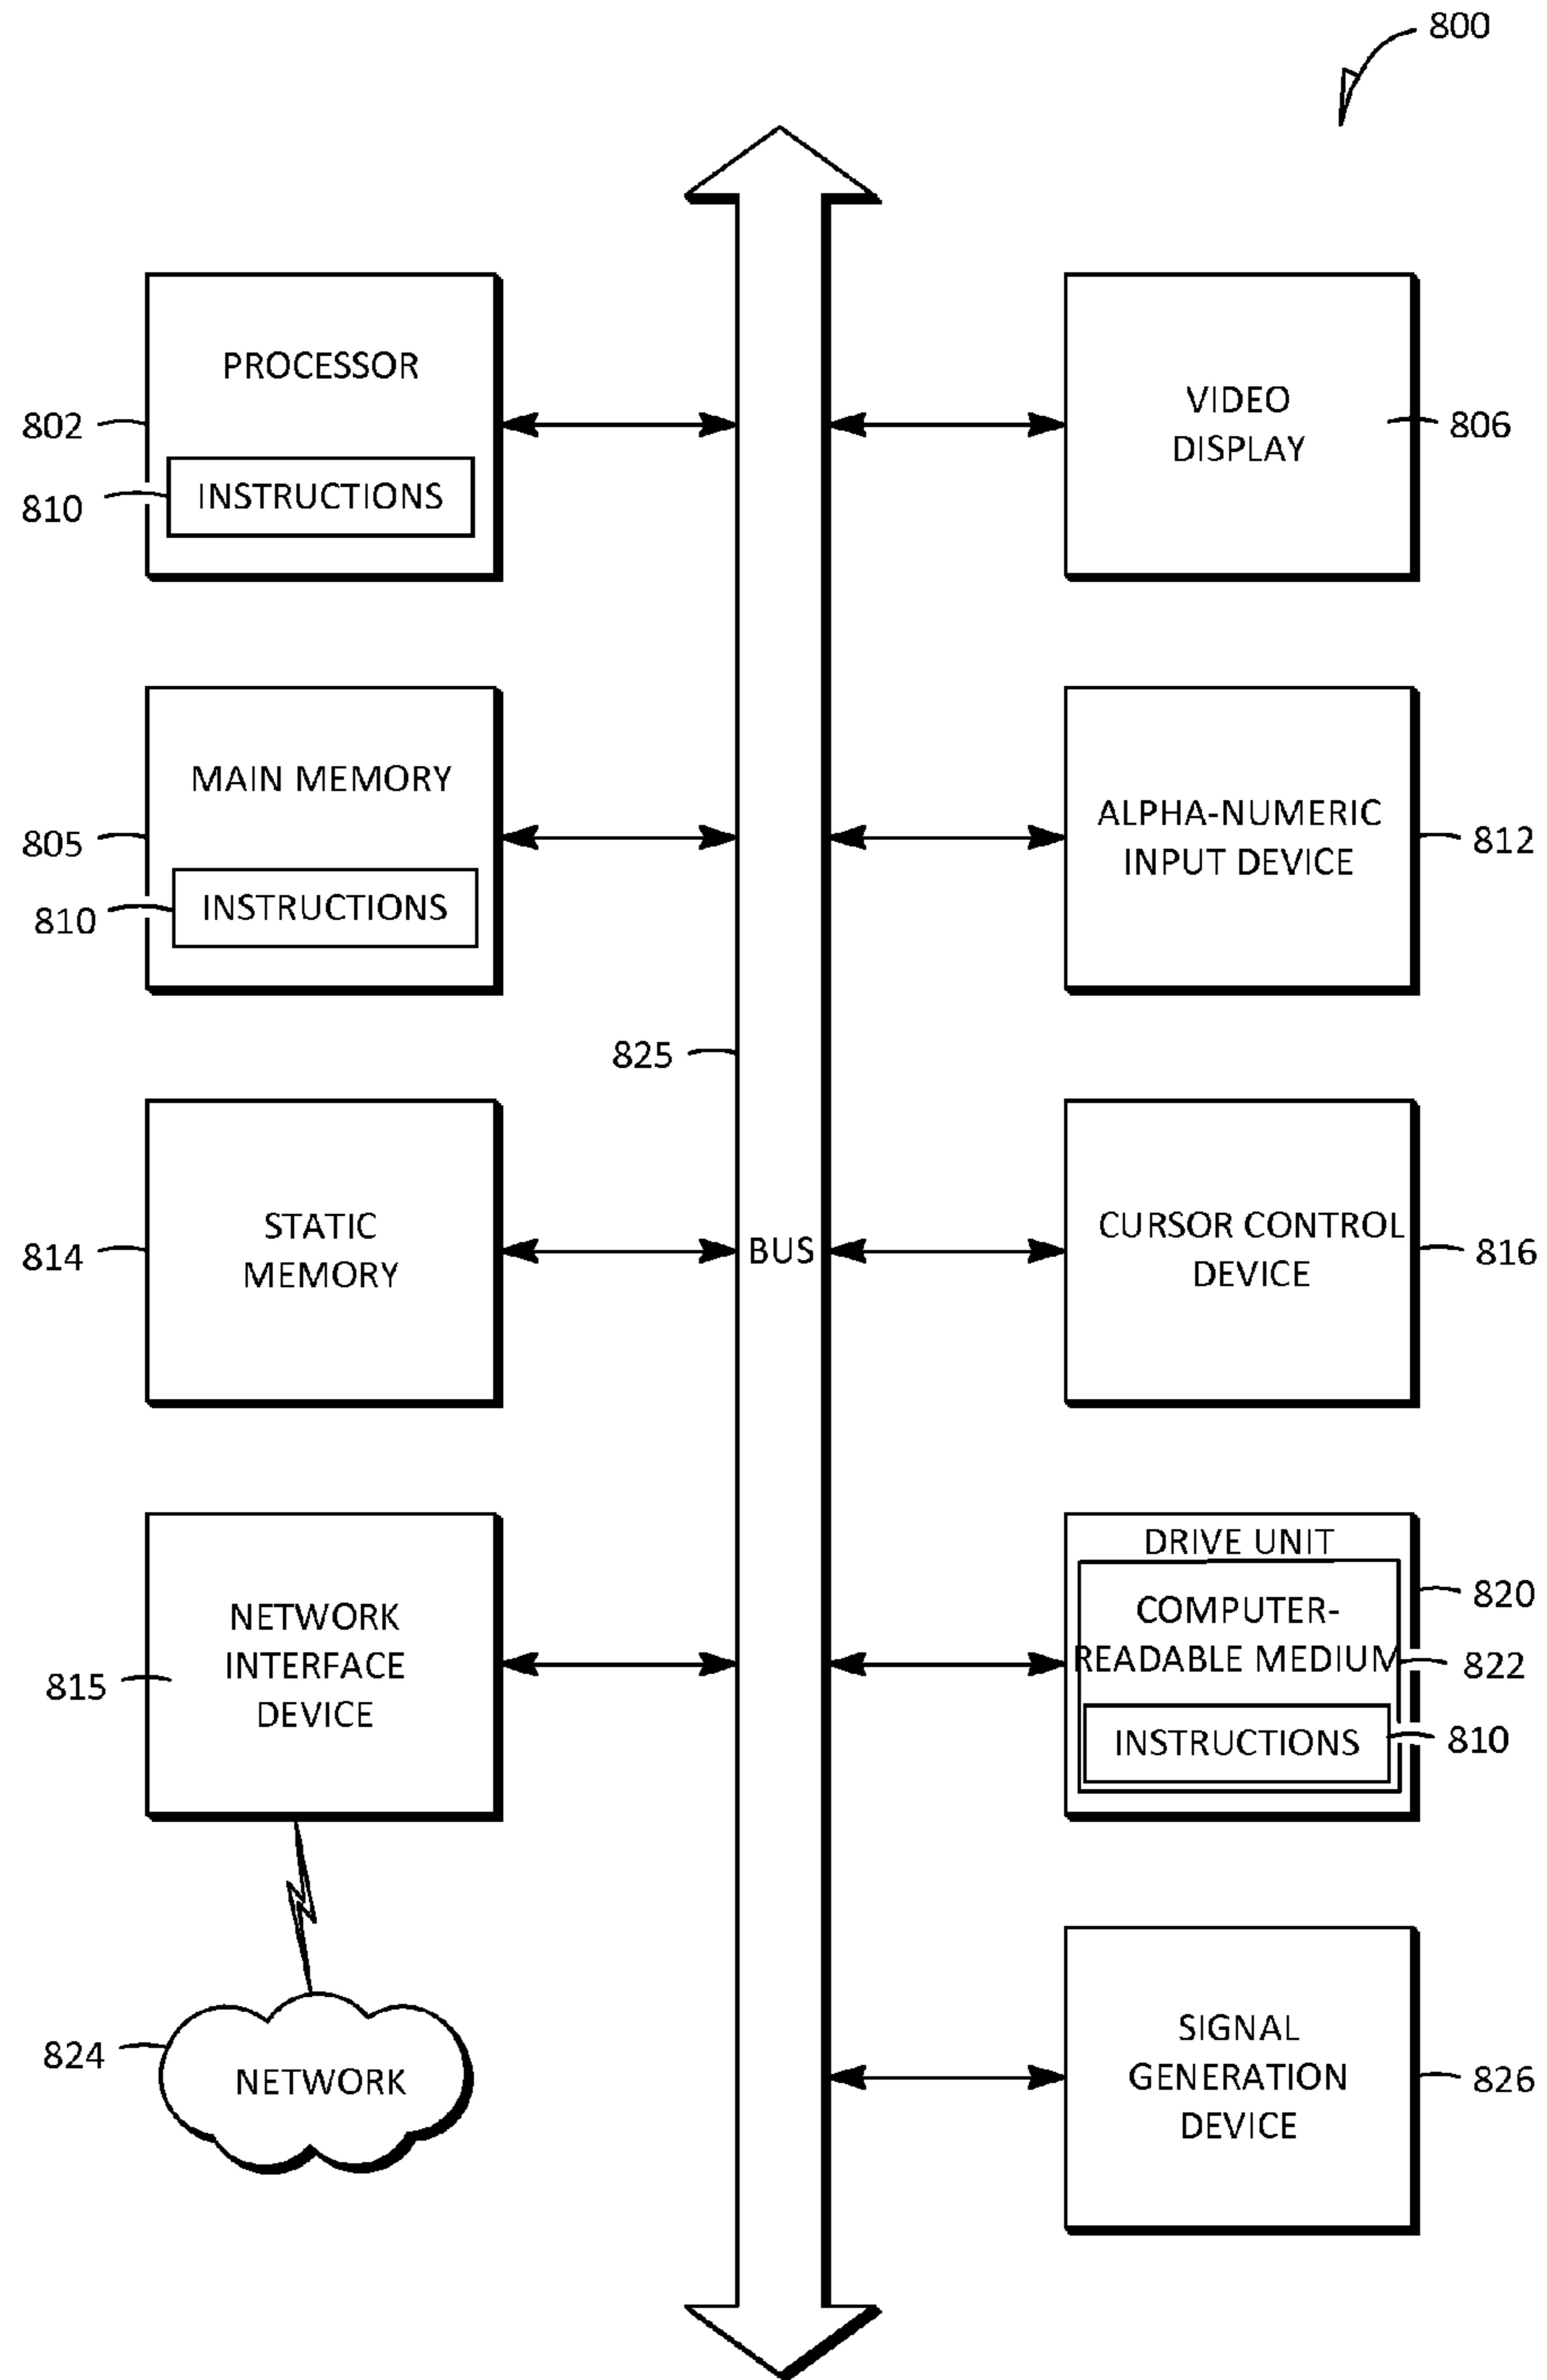 800
PROCESSOR
802
810
INSTRUCTIONS
VIDEO
DISPLAY
806
MAIN MEMORY
805
810
INSTRUCTIONS
ALPHA-NUMERIC
INPUT DEVICE
812
825
STATIC
MEMORY
814
BUS
CURSOR CONTROL
DEVICE
816
NETWORK
INTERFACE
DEVICE
815
DRIVE UNIT
820
COMPUTER-
READABLE MEDIUM
822
INSTRUCTIONS
810
824
NETWORK
SIGNAL
GENERATION
DEVICE
826